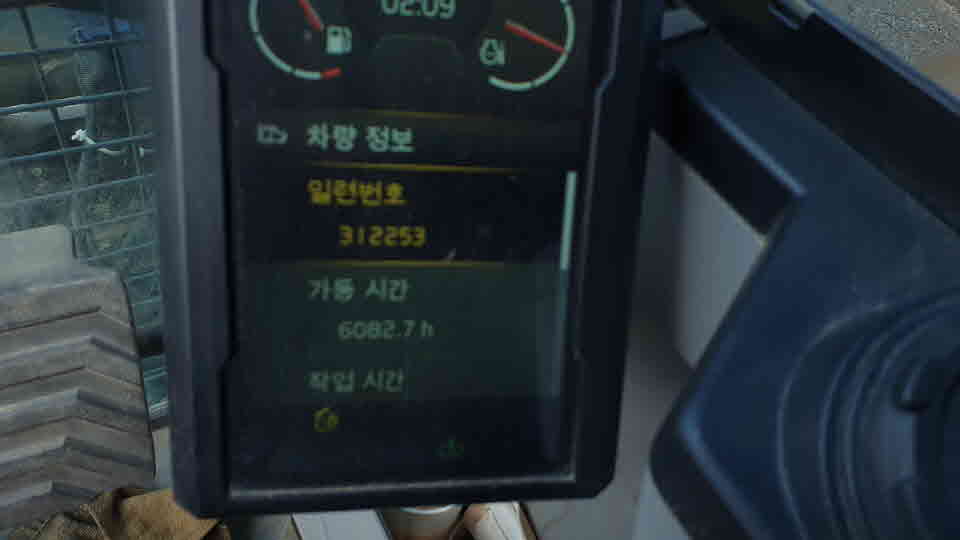 02:09
차량 정보
일련번호
312253
가동 시간
6082.7 h
작업 시간